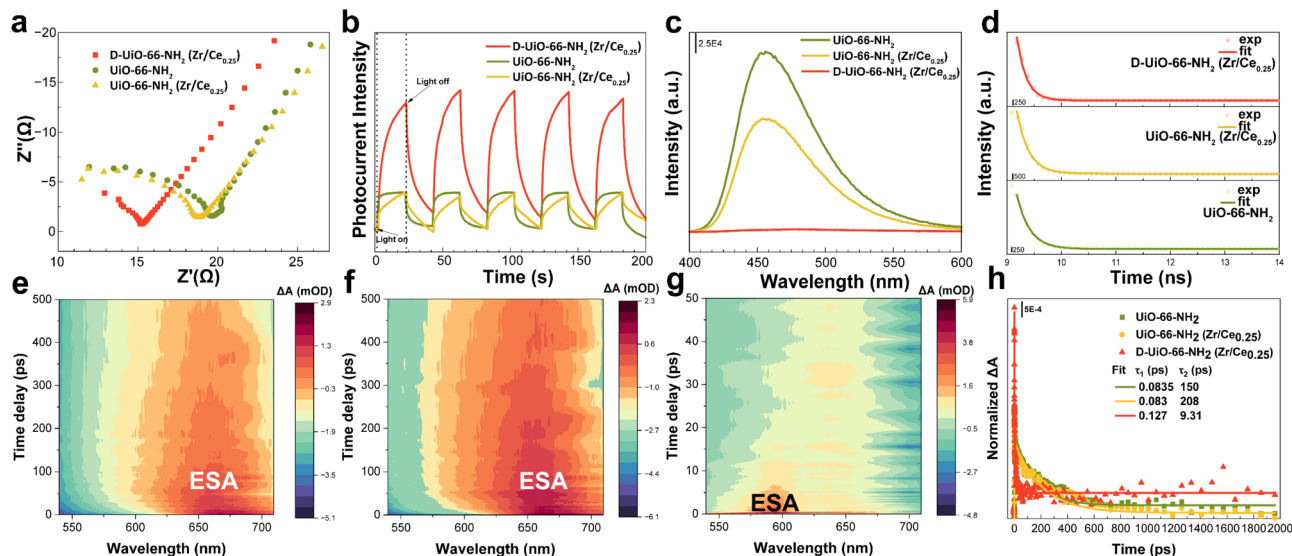 a
-20
-15
-10
-5
0
Z''(Ω)
D-UiO-66-NH₂ (Zr/Ce₀.₂₅)
UiO-66-NH₂
UiO-66-NH₂ (Zr/Ce₀.₂₅)
10 15 20 25
Z'(Ω)
b
Photocurrent Intensity
D-UiO-66-NH₂ (Zr/Ce₀.₂₅)
UiO-66-NH₂
UiO-66-NH₂ (Zr/Ce₀.₂₅)
Light off
Light on
0 50 100 150 200
Time (s)
c
Intensity (a.u.)
2.5E4
UiO-66-NH₂
UiO-66-NH₂ (Zr/Ce₀.₂₅)
D-UiO-66-NH₂ (Zr/Ce₀.₂₅)
400 450 500 550 600
Wavelength (nm)
d
Intensity (a.u.)
exp
fit
D-UiO-66-NH₂ (Zr/Ce₀.₂₅)
250
exp
fit
UiO-66-NH₂ (Zr/Ce₀.₂₅)
500
exp
fit
UiO-66-NH₂
250
9 10 11 12 13 14
Time (ns)
e
ΔA (mOD)
500
400
300
200
100
0
Time delay (ps)
ESA
550 600 650 700
Wavelength (nm)
2.9
1.3
-0.3
-1.9
-3.5
-5.1
f
ΔA (mOD)
500
400
300
200
100
0
Time delay (ps)
ESA
550 600 650 700
Wavelength (nm)
2.3
0.6
-1.0
-2.7
-4.4
-6.1
g
ΔA (mOD)
50
40
30
20
10
0
Time delay (ps)
ESA
550 600 650 700
Wavelength (nm)
5.9
3.8
1.6
-0.5
-2.7
-4.8
h
Normalized ΔA
5E-4
UiO-66-NH₂
UiO-66-NH₂ (Zr/Ce₀.₂₅)
D-UiO-66-NH₂ (Zr/Ce₀.₂₅)
Fit τ₁ (ps) τ₂ (ps)
0.0835 150
0.083 208
0.127 9.31
0 200 400 600 800 1000 1200 1400 1600 1800 2000
Time (ps)